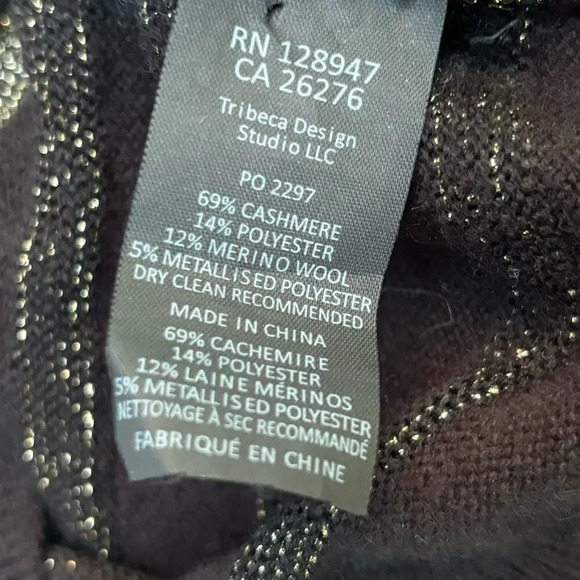 RN 128947
CA 26276
Tribeca Design
Studio LLC
PO 2297
69% CASHMERE
14% POLYESTER
12% MERINO WOOL
5% METALLISED POLYESTER
DRY CLEAN RECOMMENDED
MADE IN CHINA
69% CACHEMIRE
14% POLYESTER
12% LAINE MÉRINOS
5% METALLISED POLYESTER
NETTOYAGE À SEC RECOMMANDÉ
FABRIQUÉ EN CHINE